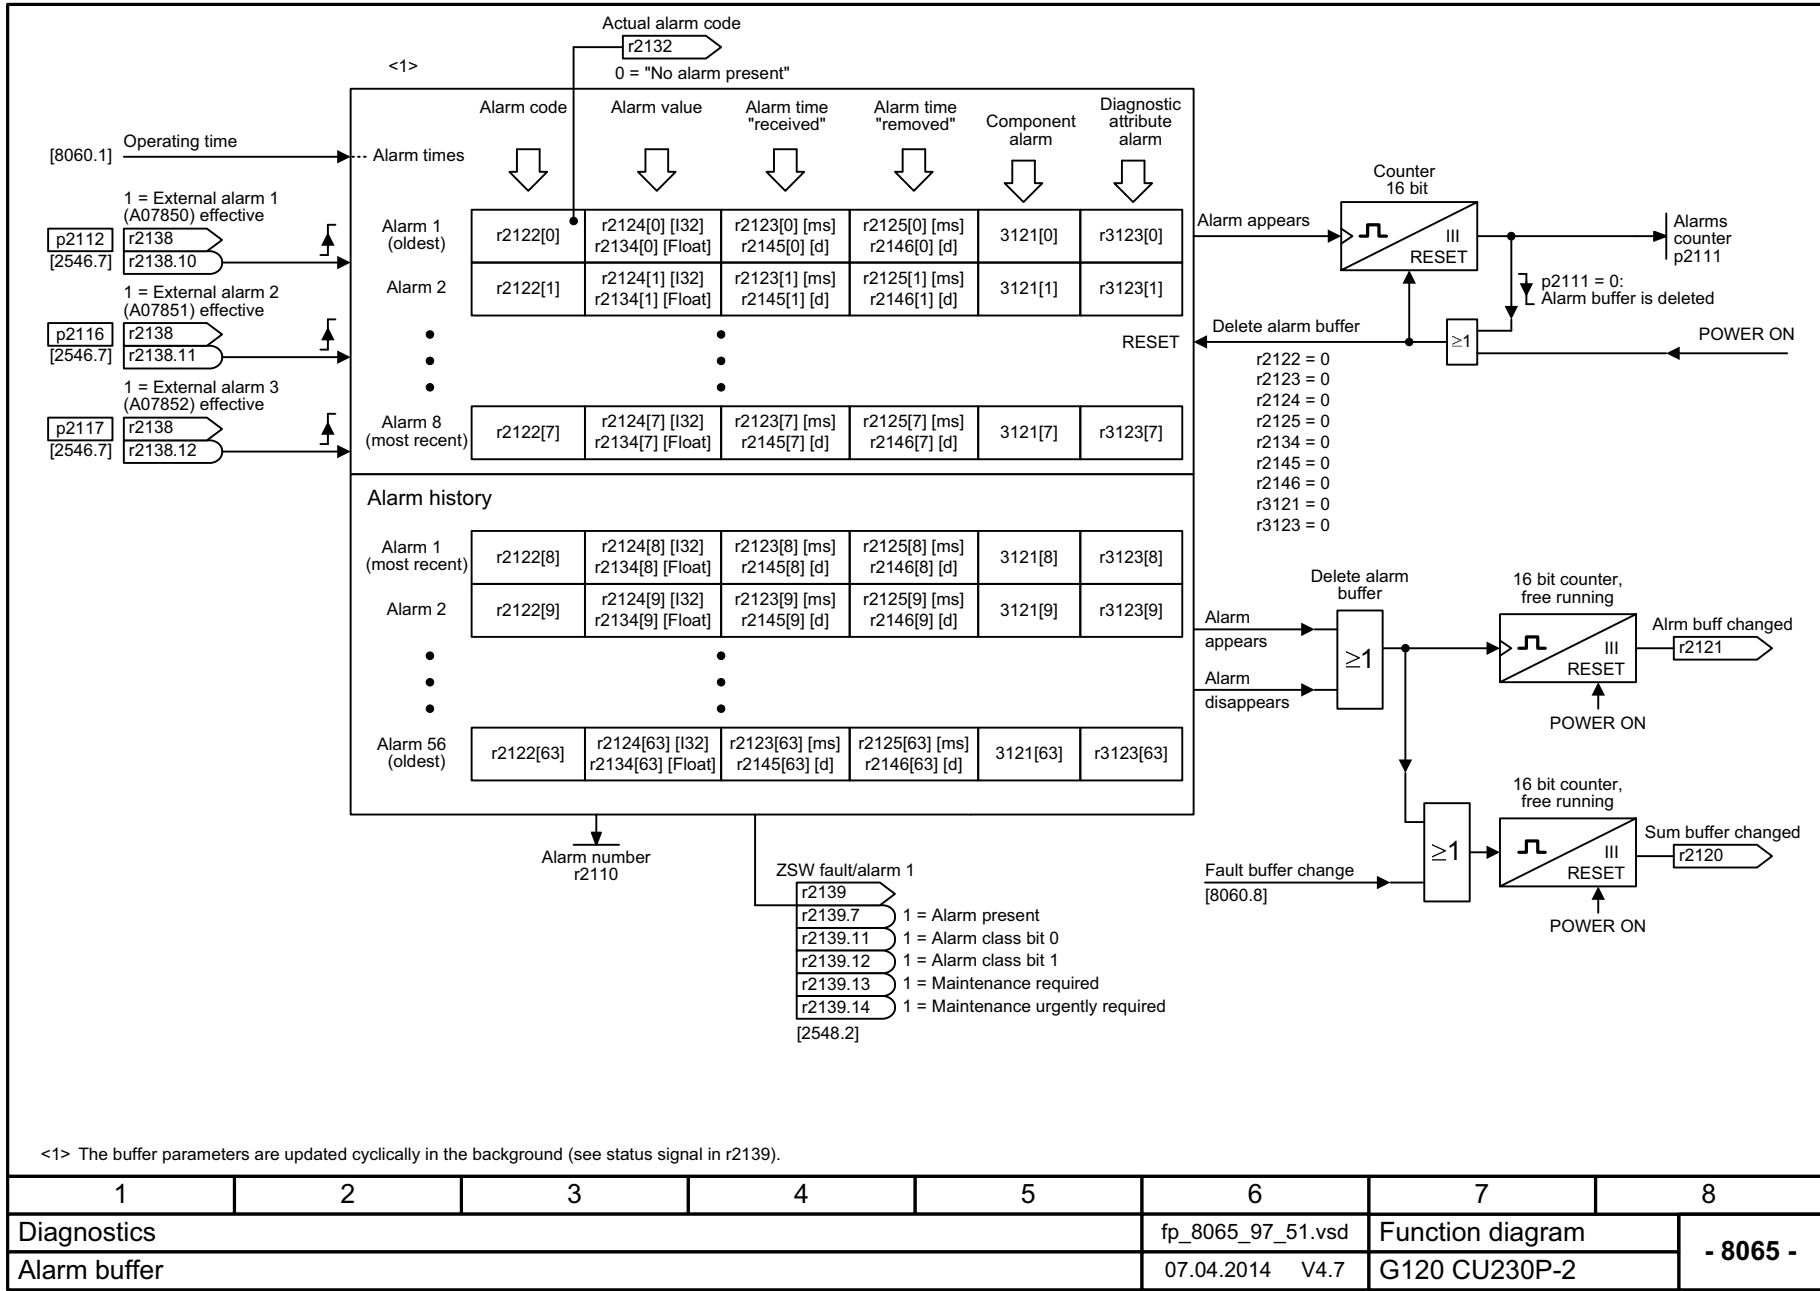 Actual alarm code
r2132
0 = "No alarm present"
<1>
Alarm code
Alarm value
Alarm time
"received"
Alarm time
"removed"
Component
alarm
Diagnostic
attribute
alarm
[8060.1]
Operating time
Alarm times
1 = External alarm 1
(A07850) effective
p2112
r2138
[2546.7]
r2138.10
1 = External alarm 2
(A07851) effective
p2116
r2138
[2546.7]
r2138.11
1 = External alarm 3
(A07852) effective
p2117
r2138
[2546.7]
r2138.12
Alarm 1
(oldest)
r2122[0]
r2124[0] [I32]
r2134[0] [Float]
r2123[0] [ms]
r2145[0] [d]
r2125[0] [ms]
r2146[0] [d]
3121[0]
r3123[0]
Alarm 2
r2122[1]
r2124[1] [I32]
r2134[1] [Float]
r2123[1] [ms]
r2145[1] [d]
r2125[1] [ms]
r2146[1] [d]
3121[1]
r3123[1]
RESET
Alarm 8
(most recent)
r2122[7]
r2124[7] [I32]
r2134[7] [Float]
r2123[7] [ms]
r2145[7] [d]
r2125[7] [ms]
r2146[7] [d]
3121[7]
r3123[7]
Alarm appears
Counter
16 bit
III
RESET
Alarms
counter
p2111
p2111 = 0:
Alarm buffer is deleted
Delete alarm buffer
≥1
POWER ON
r2122 = 0
r2123 = 0
r2124 = 0
r2125 = 0
r2134 = 0
r2145 = 0
r2146 = 0
r3121 = 0
r3123 = 0
Alarm history
Alarm 1
(most recent)
r2122[8]
r2124[8] [I32]
r2134[8] [Float]
r2123[8] [ms]
r2145[8] [d]
r2125[8] [ms]
r2146[8] [d]
3121[8]
r3123[8]
Alarm 2
r2122[9]
r2124[9] [I32]
r2134[9] [Float]
r2123[9] [ms]
r2145[9] [d]
r2125[9] [ms]
r2146[9] [d]
3121[9]
r3123[9]
Alarm 56
(oldest)
r2122[63]
r2124[63] [I32]
r2134[63] [Float]
r2123[63] [ms]
r2145[63] [d]
r2125[63] [ms]
r2146[63] [d]
3121[63]
r3123[63]
Delete alarm
buffer
Alarm
appears
Alarm
disappears
≥1
16 bit counter,
free running
III
RESET
POWER ON
Alrm buff changed
r2121
16 bit counter,
free running
≥1
III
RESET
POWER ON
Sum buffer changed
r2120
Fault buffer change
[8060.8]
Alarm number
r2110
ZSW fault/alarm 1
r2139
r2139.7
1 = Alarm present
r2139.11
1 = Alarm class bit 0
r2139.12
1 = Alarm class bit 1
r2139.13
1 = Maintenance required
r2139.14
1 = Maintenance urgently required
[2548.2]
<1> The buffer parameters are updated cyclically in the background (see status signal in r2139).
1 2 3 4 5 6 7 8
Diagnostics
fp_8065_97_51.vsd
Function diagram
- 8065 -
Alarm buffer
07.04.2014 V4.7
G120 CU230P-2